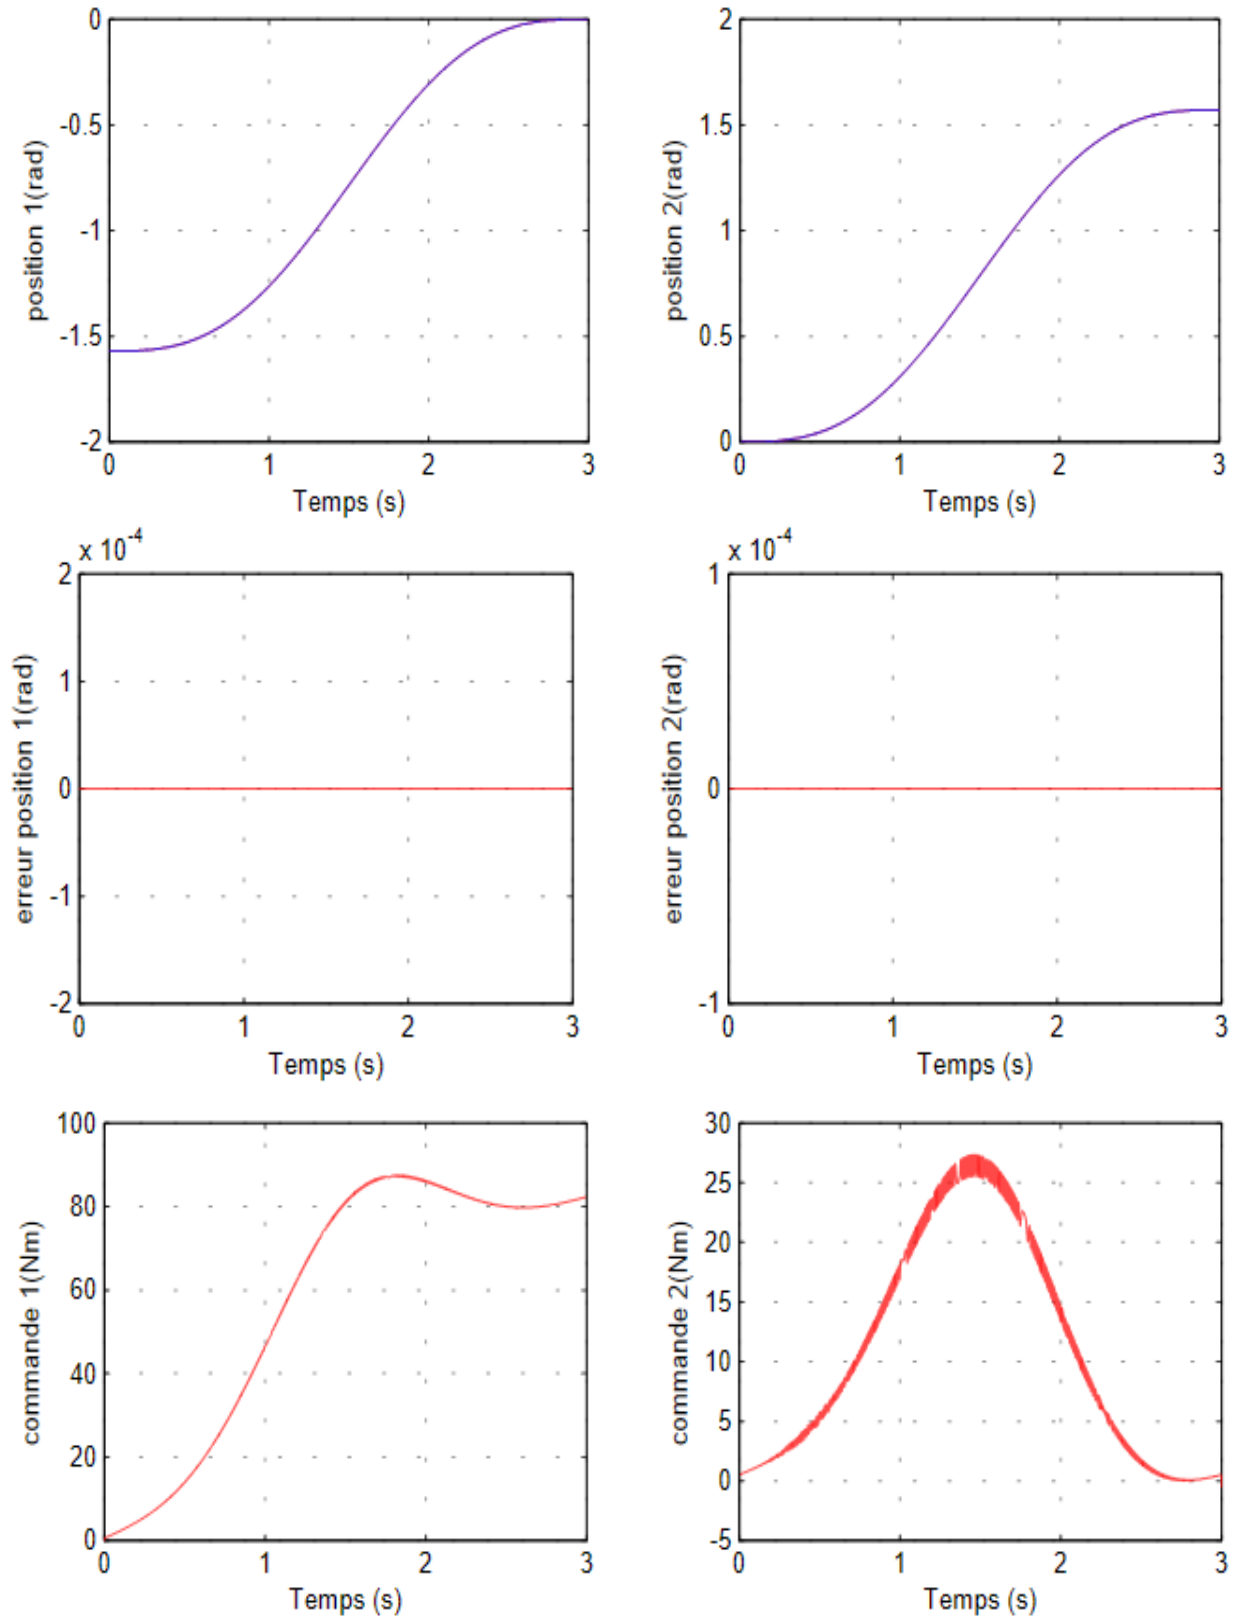 0
-0.5
-1
-1.5
-2
position 1(rad)
0 1 2 3
Temps (s)
2
1.5
1
0.5
0
position 2(rad)
0 1 2 3
Temps (s)
x 10-4
2
1
0
-1
-2
erreur position 1(rad)
0 1 2 3
Temps (s)
x 10-4
1
0
-1
erreur position 2(rad)
0 1 2 3
Temps (s)
100
80
60
40
20
0
commande 1(Nm)
0 1 2 3
Temps (s)
30
25
20
15
10
5
0
-5
commande 2(Nm)
0 1 2 3
Temps (s)